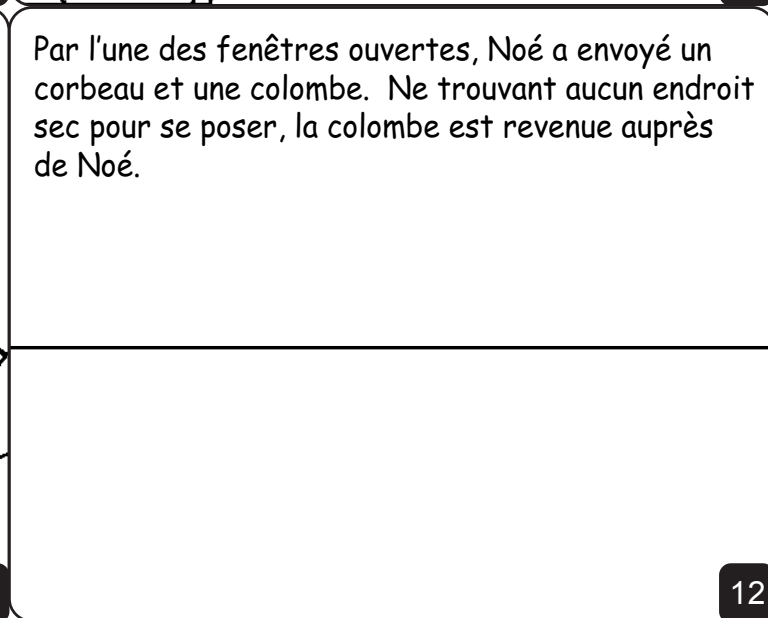 Par l'une des fenêtres ouvertes, Noé a envoyé un
corbeau et une colombe.  Ne trouvant aucun endroit
sec pour se poser, la colombe est revenue auprès
de Noé.
12